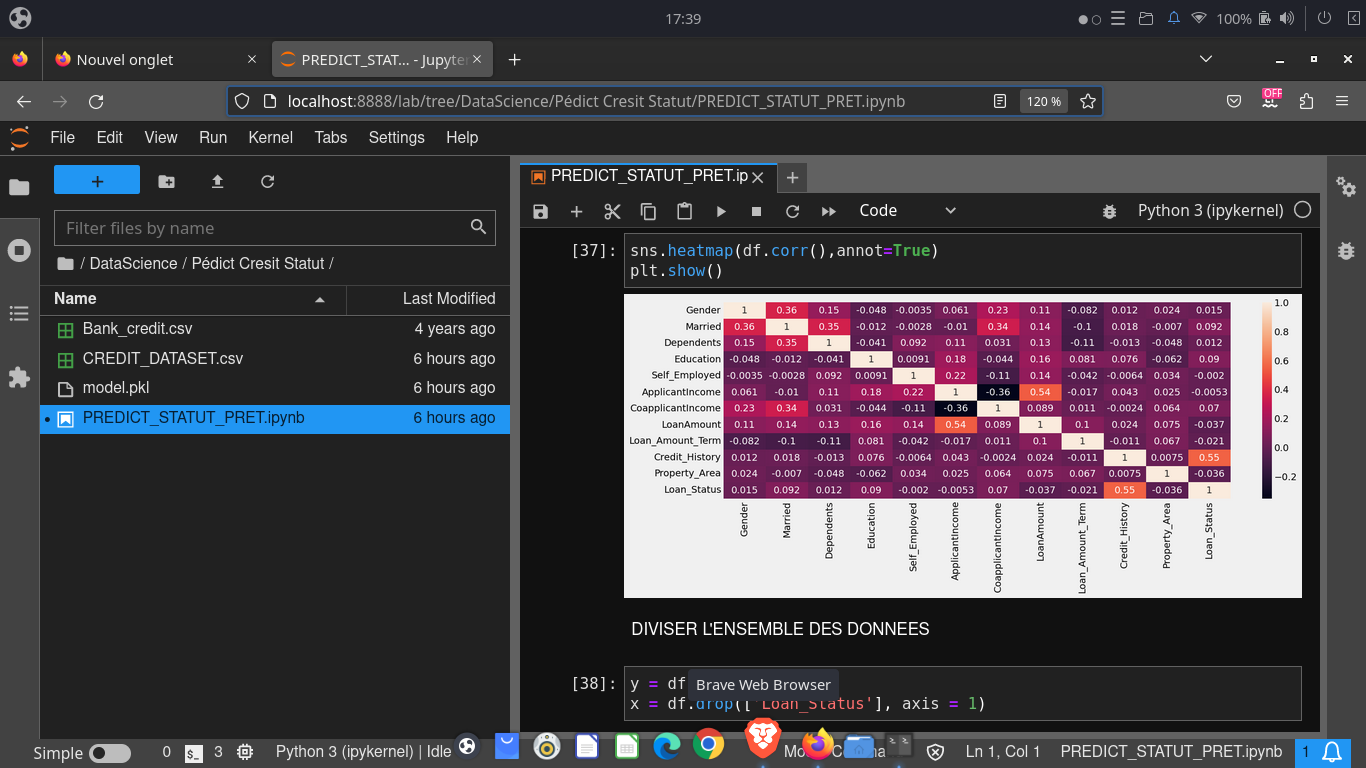 17:39
100%
Nouvel onglet
PREDICT_STAT... - Jupyte
OFF
localhost:8888/lab/tree/DataScience/Pédict Cresit Statut/PREDICT_STATUT_PRET.ipynb
120 %
File Edit View Run Kernel Tabs Settings Help
PREDICT_STATUT_PRET.ip
Code
Python 3 (ipykernel)
Filter files by name
/ DataScience / Pédict Cresit Statut /
Name Last Modified
Bank_credit.csv 4 years ago
CREDIT_DATASET.csv 6 hours ago
model.pkl 6 hours ago
PREDICT_STATUT_PRET.ipynb 6 hours ago
[37]: sns.heatmap(df.corr(),annot=True)
plt.show()
Gender 1 0.36 0.15 -0.048 -0.0035 0.061 0.23 0.11 -0.082 0.012 0.024 0.015
Married 0.36 1 0.35 -0.012 -0.0028 -0.01 0.34 0.14 -0.1 0.018 -0.007 0.092
Dependents 0.15 0.35 1 -0.041 0.092 0.11 0.031 0.13 -0.11 -0.013 -0.048 0.012
Education -0.048 -0.012 -0.041 1 0.0091 0.18 -0.044 0.16 0.081 0.076 -0.062 0.09
Self_Employed -0.0035 -0.0028 0.092 0.0091 1 0.22 -0.11 0.14 -0.042 -0.0064 0.034 -0.002
ApplicantIncome 0.061 -0.01 0.11 0.18 0.22 1 -0.36 0.54 -0.017 0.043 0.025 -0.0053
CoapplicantIncome 0.23 0.34 0.031 -0.044 -0.11 -0.36 1 0.089 0.011 -0.0024 0.064 0.07
LoanAmount 0.11 0.14 0.13 0.16 0.14 0.54 0.089 1 0.1 0.024 0.075 -0.037
Loan_Amount_Term -0.082 -0.1 -0.11 0.081 -0.042 -0.017 0.011 0.1 1 -0.011 0.067 -0.021
Credit_History 0.012 0.018 -0.013 0.076 -0.0064 0.043 -0.0024 0.024 -0.011 1 0.0075 0.55
Property_Area 0.024 -0.007 -0.048 -0.062 0.034 0.025 0.064 0.075 0.067 0.0075 1 -0.036
Loan_Status 0.015 0.092 0.012 0.09 -0.002 -0.0053 0.07 -0.037 -0.021 0.55 -0.036 1
Gender
Married
Dependents
Education
Self_Employed
ApplicantIncome
CoapplicantIncome
LoanAmount
Loan_Amount_Term
Credit_History
Property_Area
Loan_Status
1.0
0.8
0.6
0.4
0.2
0.0
−0.2
DIVISER L'ENSEMBLE DES DONNEES
[38]: y = df
Brave Web Browser
x = df.drop(['Loan_Status'], axis = 1)
Simple 0 3 Python 3 (ipykernel) | Idle
Ln 1, Col 1 PREDICT_STATUT_PRET.ipynb 1